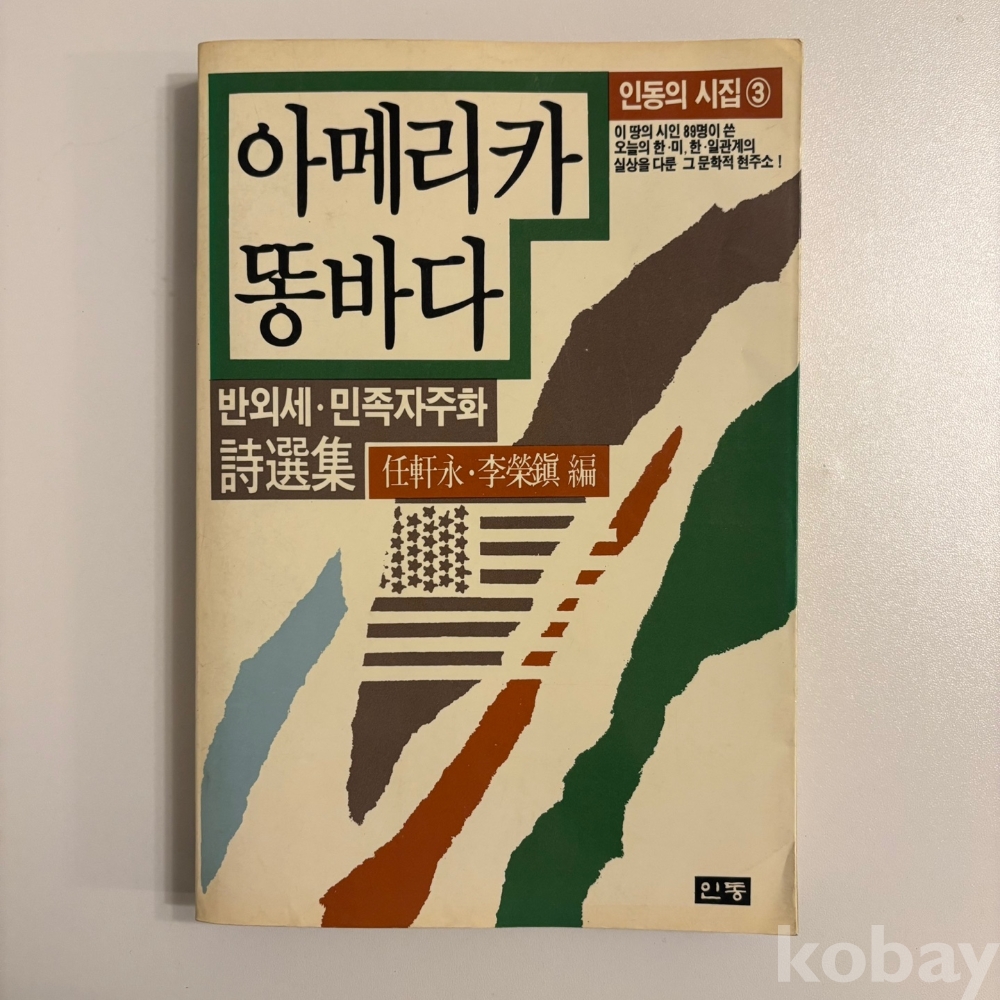 아메리카
똥바다
인동의 시집 ③
이 땅의 시인 89명이 쓴
오늘의 한·미, 한·일관계의
실상을 다룬 그 문학적 현주소!
반외세·민족자주화
詩選集
任軒永·李榮鎭 編
인동
kobay